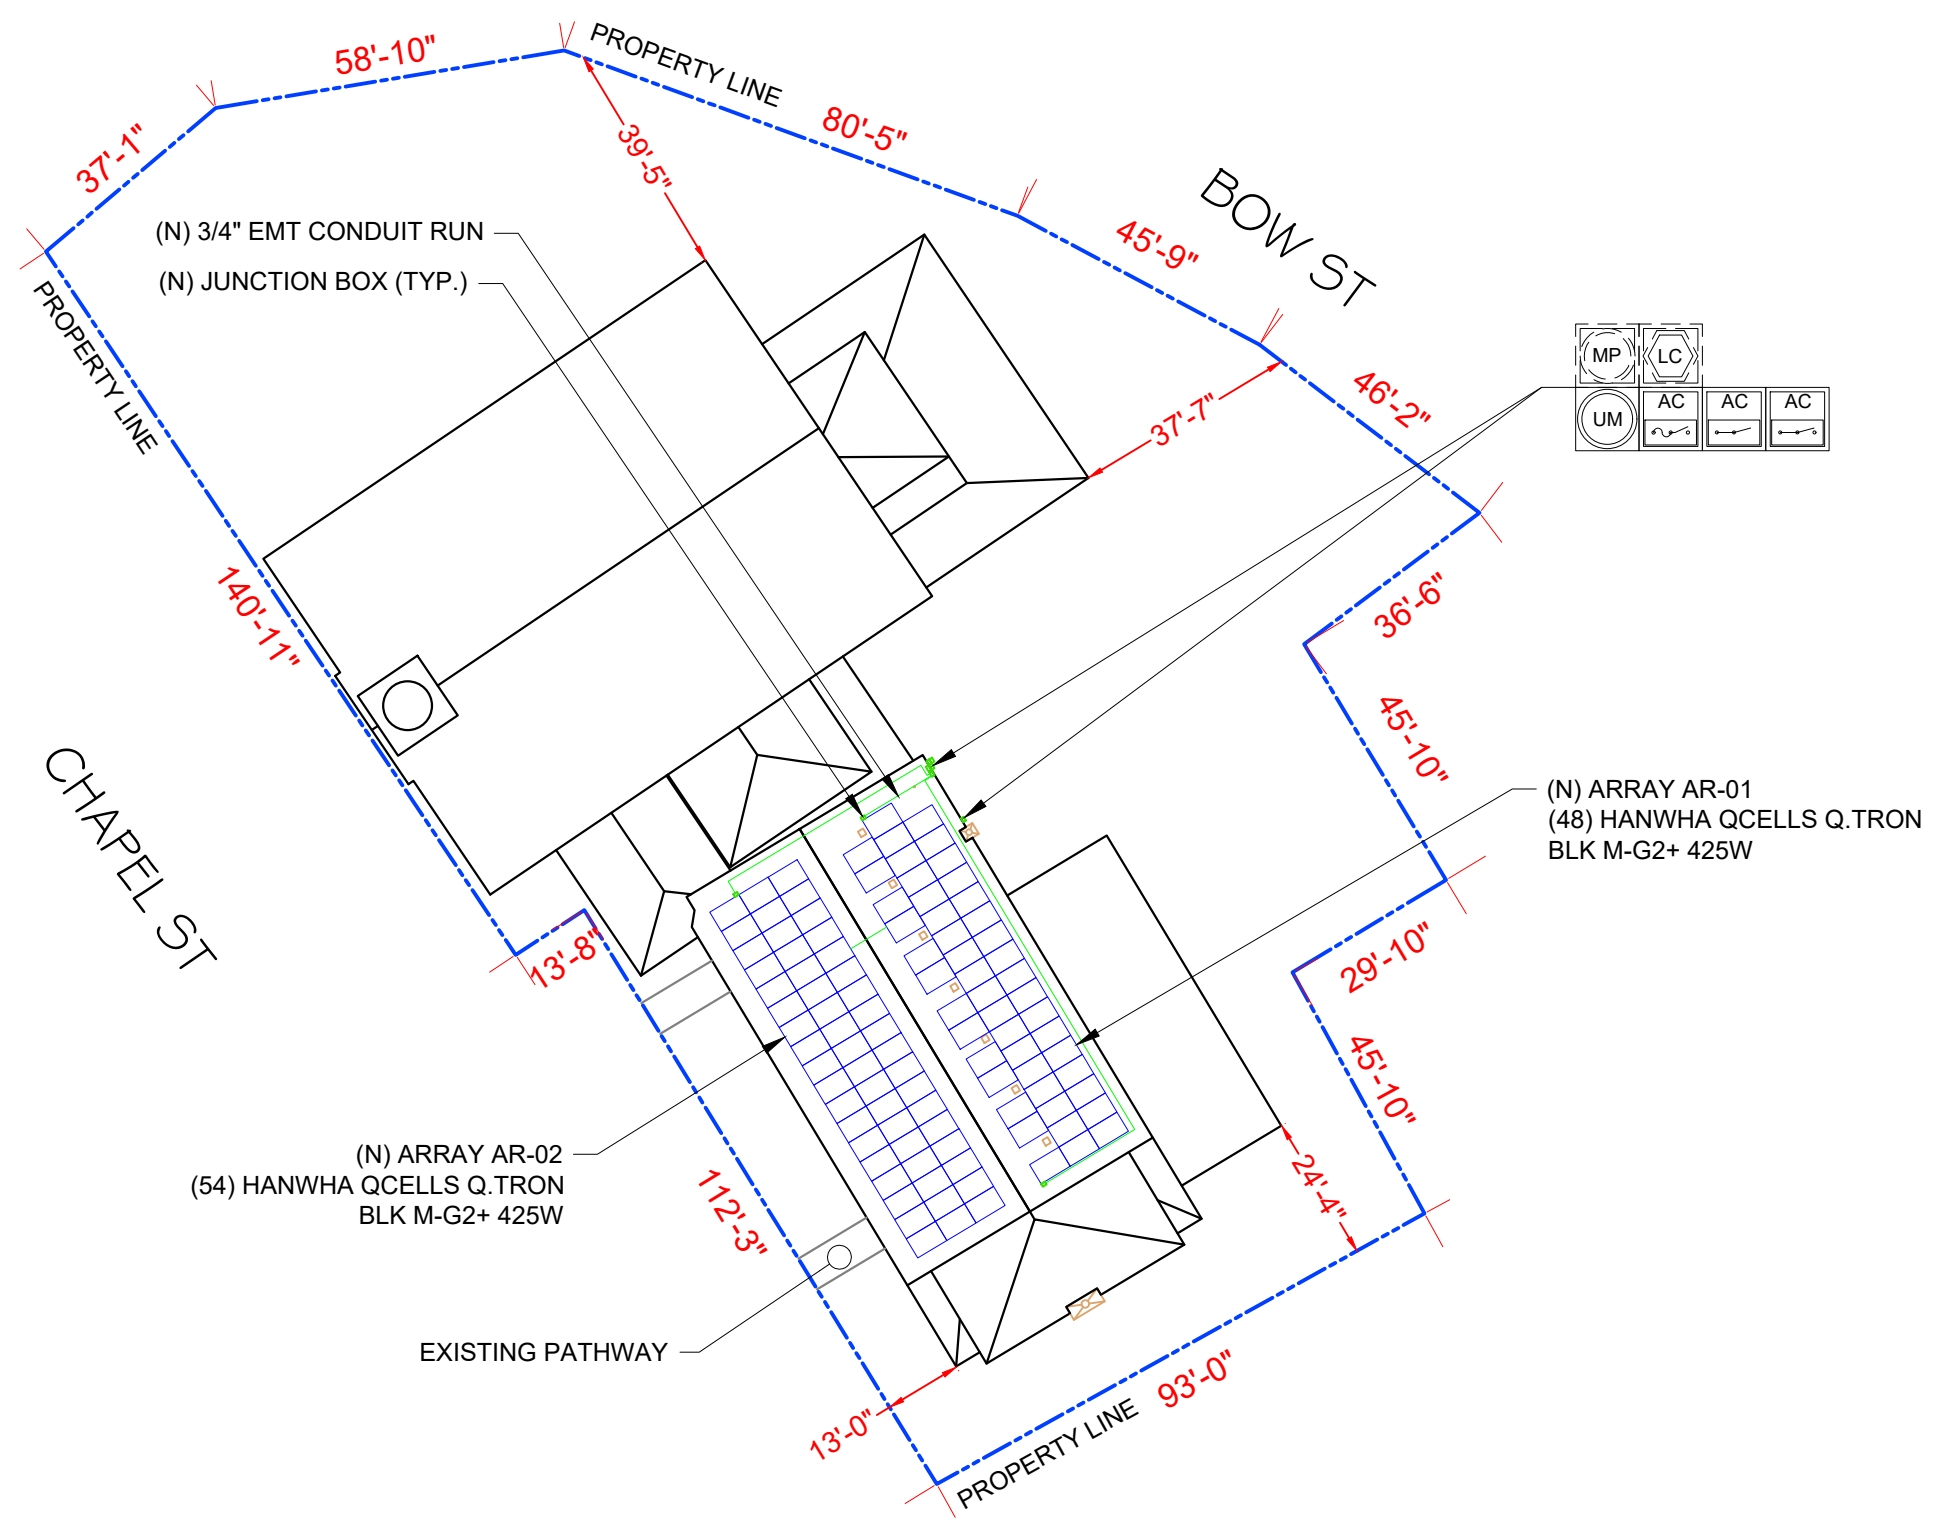 58'-10"
PROPERTY LINE
80'-5"
37'-1"
39'-5"
BOW ST
45'-9"
(N) 3/4" EMT CONDUIT RUN
(N) JUNCTION BOX (TYP.)
PROPERTY LINE
MP
LC
UM
AC
AC
AC
46'-2"
37'-7"
140'-11"
36'-6"
45'-10"
CHAPEL ST
(N) ARRAY AR-01
(48) HANWHA QCELLS Q.TRON
BLK M-G2+ 425W
13'-8"
29'-10"
45'-10"
(N) ARRAY AR-02
(54) HANWHA QCELLS Q.TRON
BLK M-G2+ 425W
112'-3"
24'-4"
EXISTING PATHWAY
13'-0"
PROPERTY LINE
93'-0"